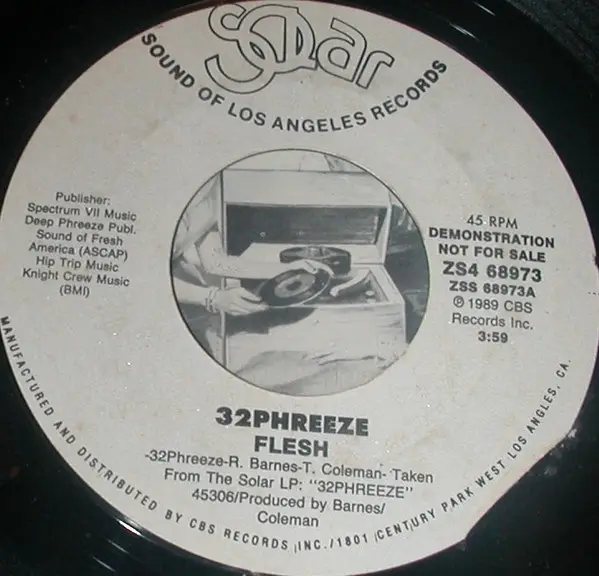 SOLAR
SOUND OF LOS ANGELES RECORDS
Publisher:
Spectrum VII Music
Deep Phreeze Publ.
Sound of Fresh
America (ASCAP)
Hip Trip Music
Knight Crew Music
(BMI)
45 RPM
DEMONSTRATION
NOT FOR SALE
ZS4 68973
ZSS 68973A
℗ 1989 CBS
Records Inc.
3:59
32PHREEZE
FLESH
-32Phreeze-R. Barnes-T. Coleman- Taken
From The Solar LP: "32PHREEZE"
45306/Produced by Barnes/
Coleman
MANUFACTURED AND DISTRIBUTED BY CBS RECORDS INC./1801 CENTURY PARK WEST LOS ANGLES, CA.